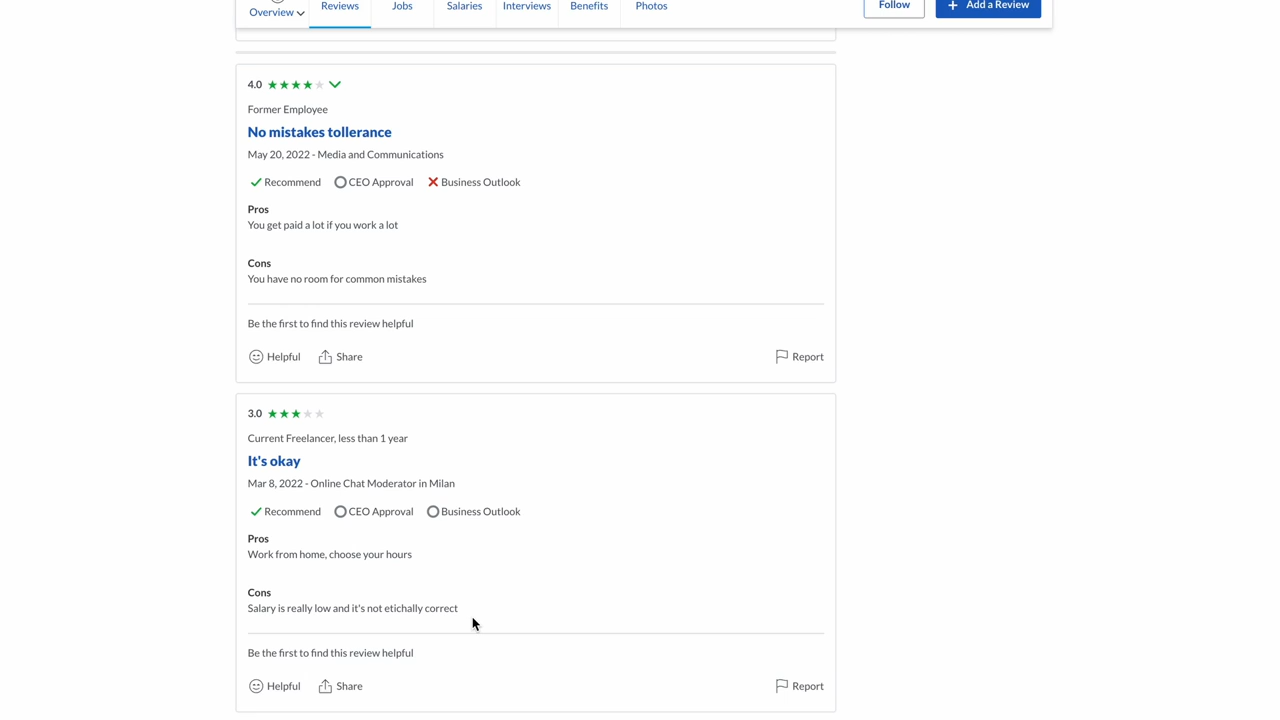 Overview
Reviews
Jobs
Salaries
Interviews
Benefits
Photos
Follow
+ Add a Review
4.0
Former Employee
No mistakes tollerance
May 20, 2022 - Media and Communications
Recommend CEO Approval Business Outlook
Pros
You get paid a lot if you work a lot
Cons
You have no room for common mistakes
Be the first to find this review helpful
Helpful Share Report
3.0
Current Freelancer, less than 1 year
It's okay
Mar 8, 2022 - Online Chat Moderator in Milan
Recommend CEO Approval Business Outlook
Pros
Work from home, choose your hours
Cons
Salary is really low and it's not etichally correct
Be the first to find this review helpful
Helpful Share Report